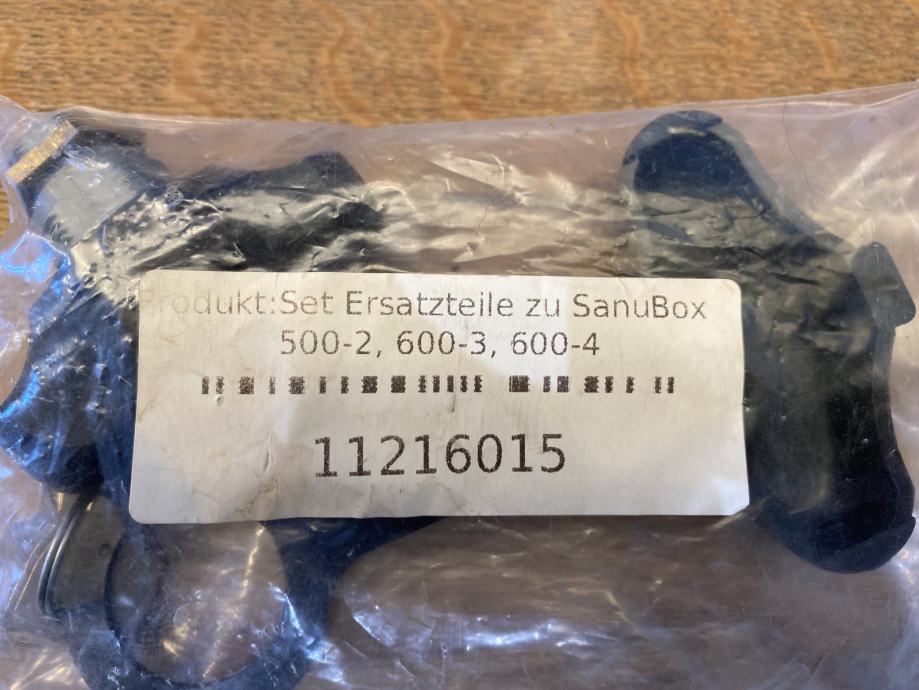 Produkt:Set Ersatzteile zu SanuBox
500-2, 600-3, 600-4
11216015